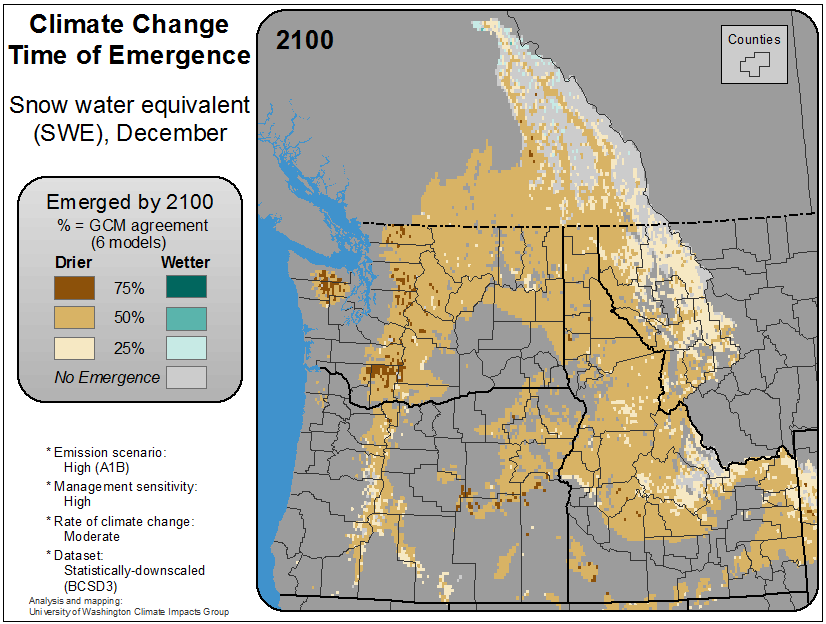 Climate Change
Time of Emergence
Snow water equivalent
(SWE), December
Emerged by 2100
% = GCM agreement
(6 models)
Drier Wetter
75%
50%
25%
No Emergence
* Emission scenario:
High (A1B)
* Management sensitivity:
High
* Rate of climate change:
Moderate
* Dataset:
Statistically-downscaled
(BCSD3)
Analysis and mapping:
University of Washington Climate Impacts Group
2100
Counties